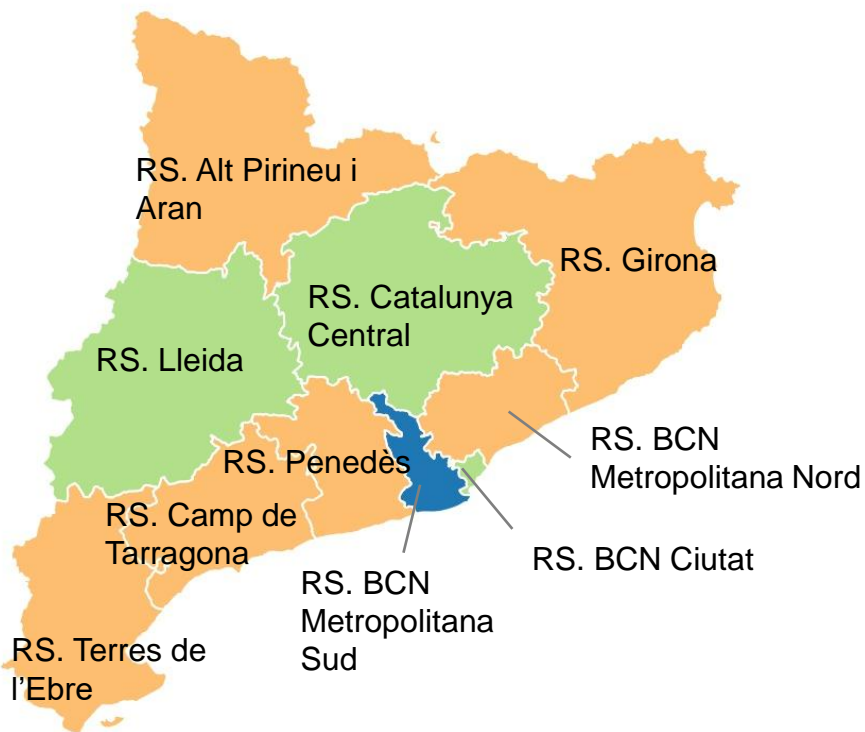 RS. Alt Pirineu i
Aran
RS. Girona
RS. Catalunya
Central
RS. Lleida
RS. BCN
Metropolitana Nord
RS. Penedès
RS. Camp de
Tarragona
RS. BCN Ciutat
RS. BCN
Metropolitana
Sud
RS. Terres de
l’Ebre